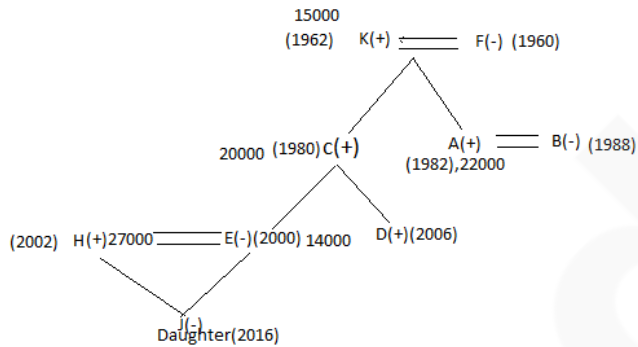 15000
(1962) K(+) F(-) (1960)
20000 (1980) C(+) A(+) B(-) (1988)
(1982),22000
(2002) H(+)27000 E(-)(2000) 14000 D(+)(2006)
J(-)
Daughter(2016)